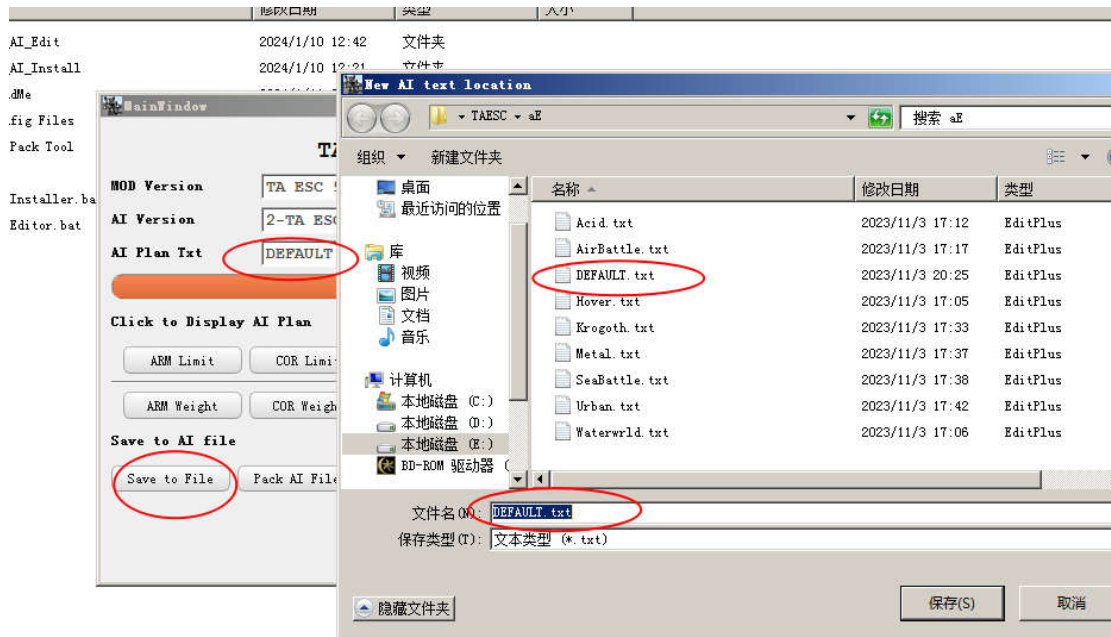 修改日期 类型 大小
AI_Edit 2024/1/10 12:42 文件夹
AI_Install 2024/1/10 12:21 文件夹
dMe
fig Files
Pack Tool
Installer.ba
Editor.bat
MainWindow
TA
MOD Version TA ESC
AI Version 2-TA ESC
AI Plan Txt DEFAULT
Click to Display AI Plan
ARM Limit COR Limi
ARM Weight COR Weigh
Save to AI file
Save to File Pack AI File
New AI text location
TAESC aE
搜索 aE
组织 新建文件夹
桌面
最近访问的位置
库
视频
图片
文档
音乐
计算机
本地磁盘 (C:)
本地磁盘 (D:)
本地磁盘 (E:)
BD-ROM 驱动器 (
名称 修改日期 类型
Acid.txt 2023/11/3 17:12 EditPlus
AirBattle.txt 2023/11/3 17:17 EditPlus
DEFAULT.txt 2023/11/3 20:25 EditPlus
Hover.txt 2023/11/3 17:05 EditPlus
Krogoth.txt 2023/11/3 17:33 EditPlus
Metal.txt 2023/11/3 17:37 EditPlus
SeaBattle.txt 2023/11/3 17:38 EditPlus
Urban.txt 2023/11/3 17:42 EditPlus
Waterwrld.txt 2023/11/3 17:06 EditPlus
文件名(N): DEFAULT.txt
保存类型(T): 文本类型 (*.txt)
隐藏文件夹
保存(S) 取消